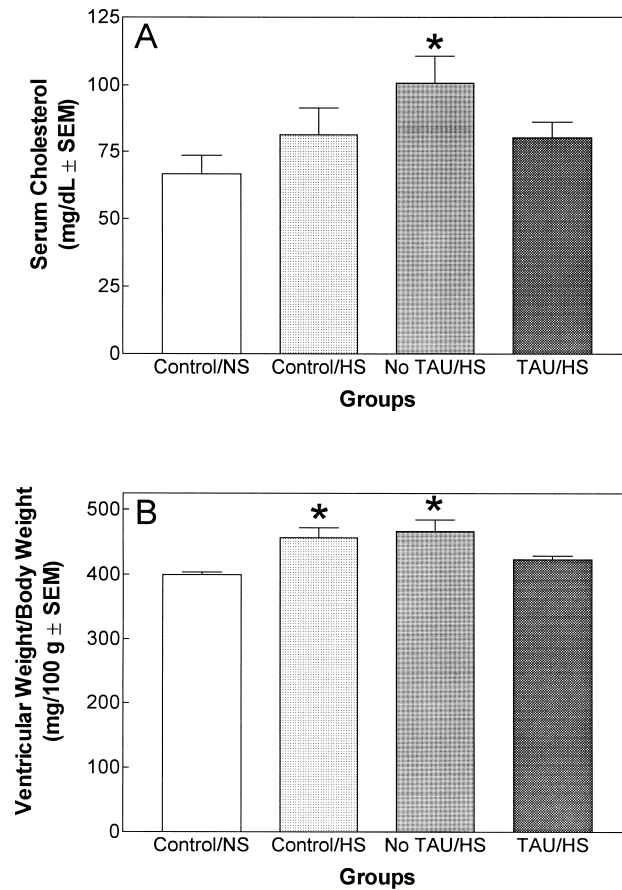 A
*
Serum Cholesterol
(mg/dL ± SEM)
125
100
75
50
25
0
Control/NS Control/HS No TAU/HS TAU/HS
Groups
B
* *
Ventricular Weight/Body Weight
(mg/100 g ± SEM)
500
400
300
200
100
0
Control/NS Control/HS No TAU/HS TAU/HS
Groups